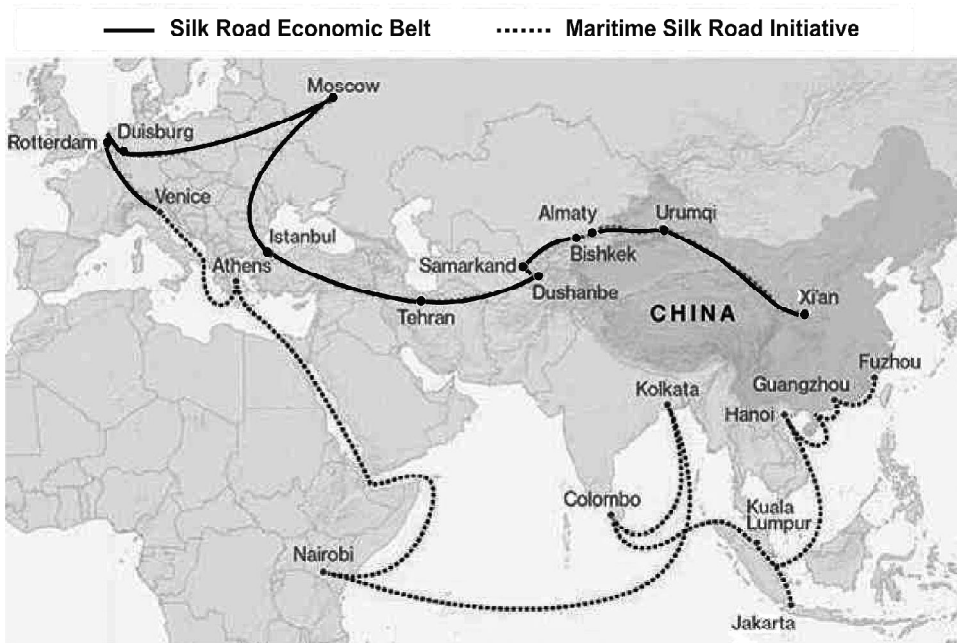 Silk Road Economic Belt
Maritime Silk Road Initiative
Moscow
Rotterdam
Duisburg
Venice
Istanbul
Athens
Almaty
Urumqi
Bishkek
Samarkand
Dushanbe
Tehran
Xi'an
CHINA
Fuzhou
Guangzhou
Kolkata
Hanoi
Colombo
Kuala
Lumpur
Nairobi
Jakarta